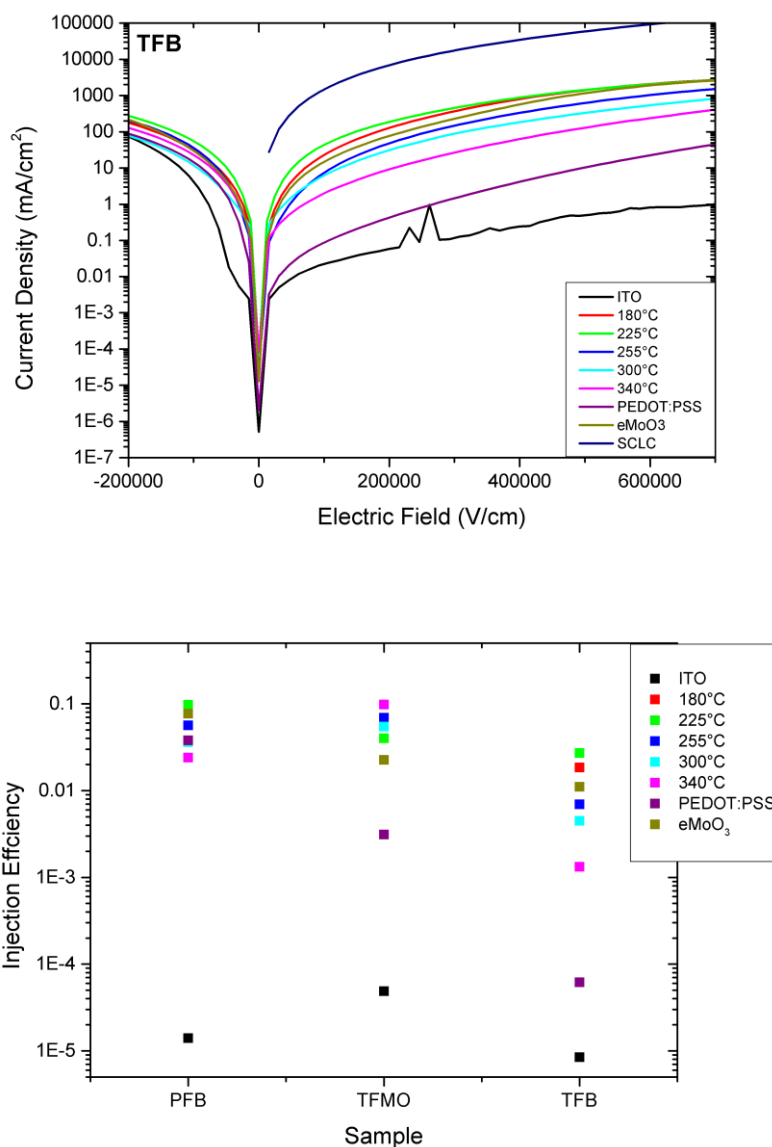 TFB
100000
10000
1000
100
10
1
0.1
0.01
1E-3
1E-4
1E-5
1E-6
1E-7
Current Density (mA/cm²)
-200000 0 200000 400000 600000
Electric Field (V/cm)
ITO
180°C
225°C
255°C
300°C
340°C
PEDOT:PSS
eMoO3
SCLC
0.1
0.01
1E-3
1E-4
1E-5
Injection Effciency
PFB TFMO TFB
Sample
ITO
180°C
225°C
255°C
300°C
340°C
PEDOT:PSS
eMoO₃